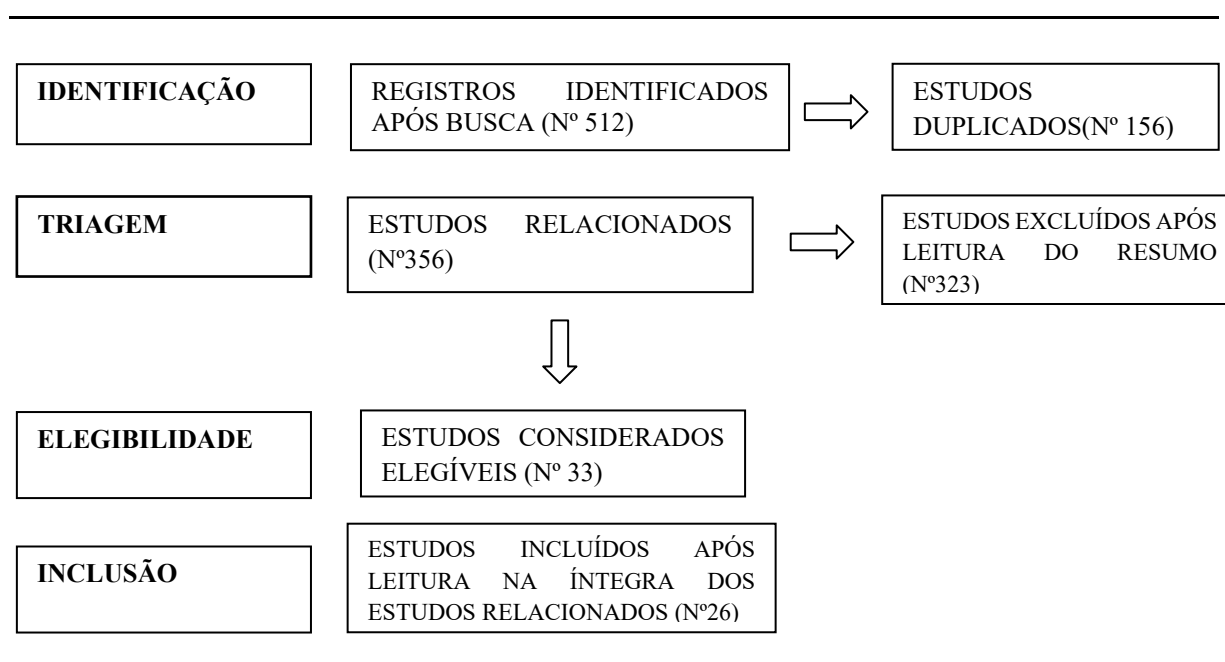 IDENTIFICAÇÃO
REGISTROS IDENTIFICADOS
APÓS BUSCA (Nº 512)
ESTUDOS
DUPLICADOS(Nº 156)
TRIAGEM
ESTUDOS RELACIONADOS
(Nº356)
ESTUDOS EXCLUÍDOS APÓS
LEITURA DO RESUMO
(Nº323)
ELEGIBILIDADE
ESTUDOS CONSIDERADOS
ELEGÍVEIS (Nº 33)
INCLUSÃO
ESTUDOS INCLUÍDOS APÓS
LEITURA NA ÍNTEGRA DOS
ESTUDOS RELACIONADOS (Nº26)